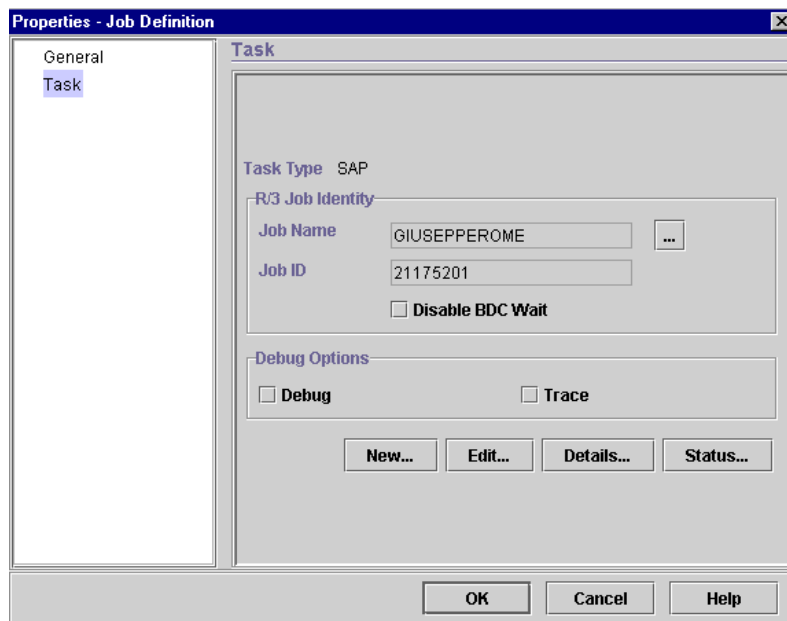 Properties - Job Definition
General
Task
Task
Task Type SAP
R/3 Job Identity
Job Name GIUSEPPEROME ...
Job ID 21175201
Disable BDC Wait
Debug Options
Debug Trace
New... Edit... Details... Status...
OK Cancel Help